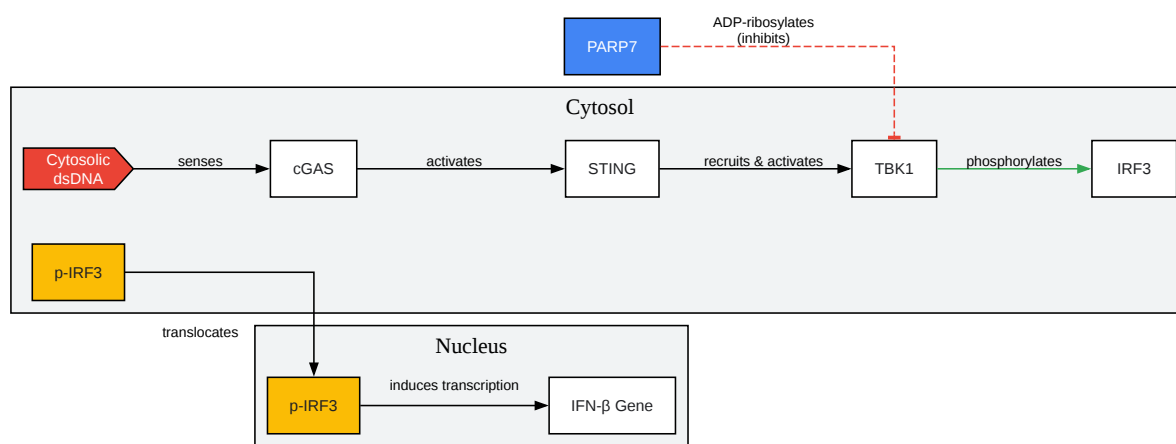 ADP-ribosylates
(inhibits)
PARP7
Cytosol
Cytosolic
dsDNA
senses
cGAS
activates
STING
recruits & activates
TBK1
phosphorylates
IRF3
p-IRF3
translocates
Nucleus
p-IRF3
induces transcription
IFN-β Gene